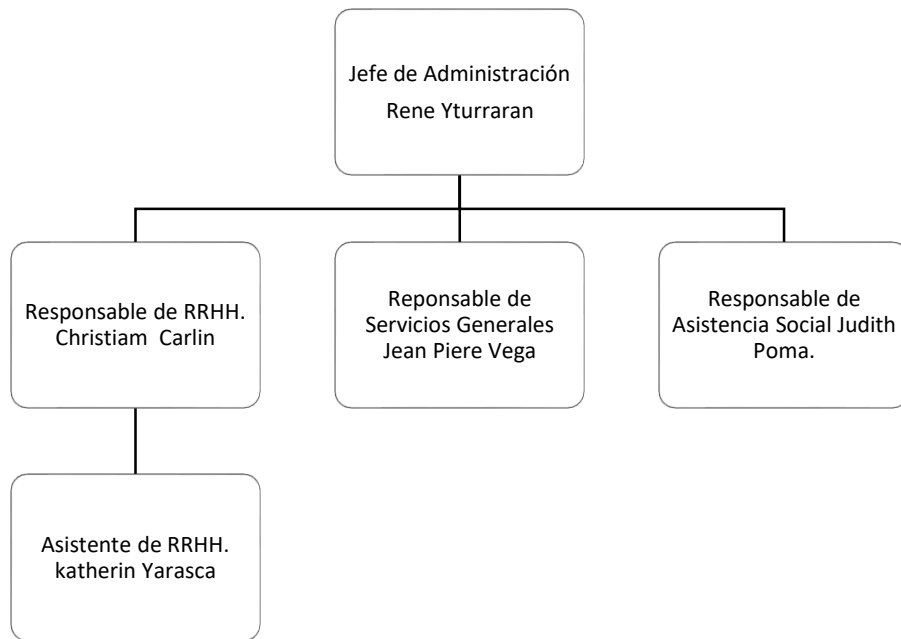 Jefe de Administración
Rene Yturraran
Responsable de RRHH.
Christiam Carlin
Reponsable de
Servicios Generales
Jean Piere Vega
Responsable de
Asistencia Social Judith
Poma.
Asistente de RRHH.
katherin Yarasca